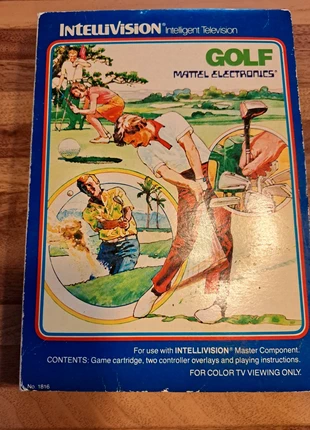 INTELLIVISION® Intelligent Television
GOLF
MATTEL ELECTRONICS®
For use with INTELLIVISION® Master Component.
CONTENTS: Game cartridge, two controller overlays and playing instructions.
FOR COLOR TV VIEWING ONLY.
No. 1816